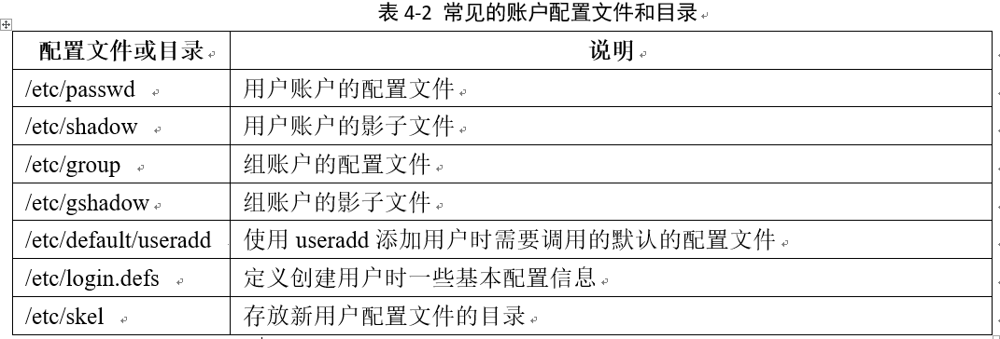 表 4-2 常见的账户配置文件和目录
配置文件或目录 说明
/etc/passwd 用户账户的配置文件
/etc/shadow 用户账户的影子文件
/etc/group 组账户的配置文件
/etc/gshadow 组账户的影子文件
/etc/default/useradd 使用 useradd 添加用户时需要调用的默认的配置文件
/etc/login.defs 定义创建用户时一些基本配置信息
/etc/skel 存放新用户配置文件的目录